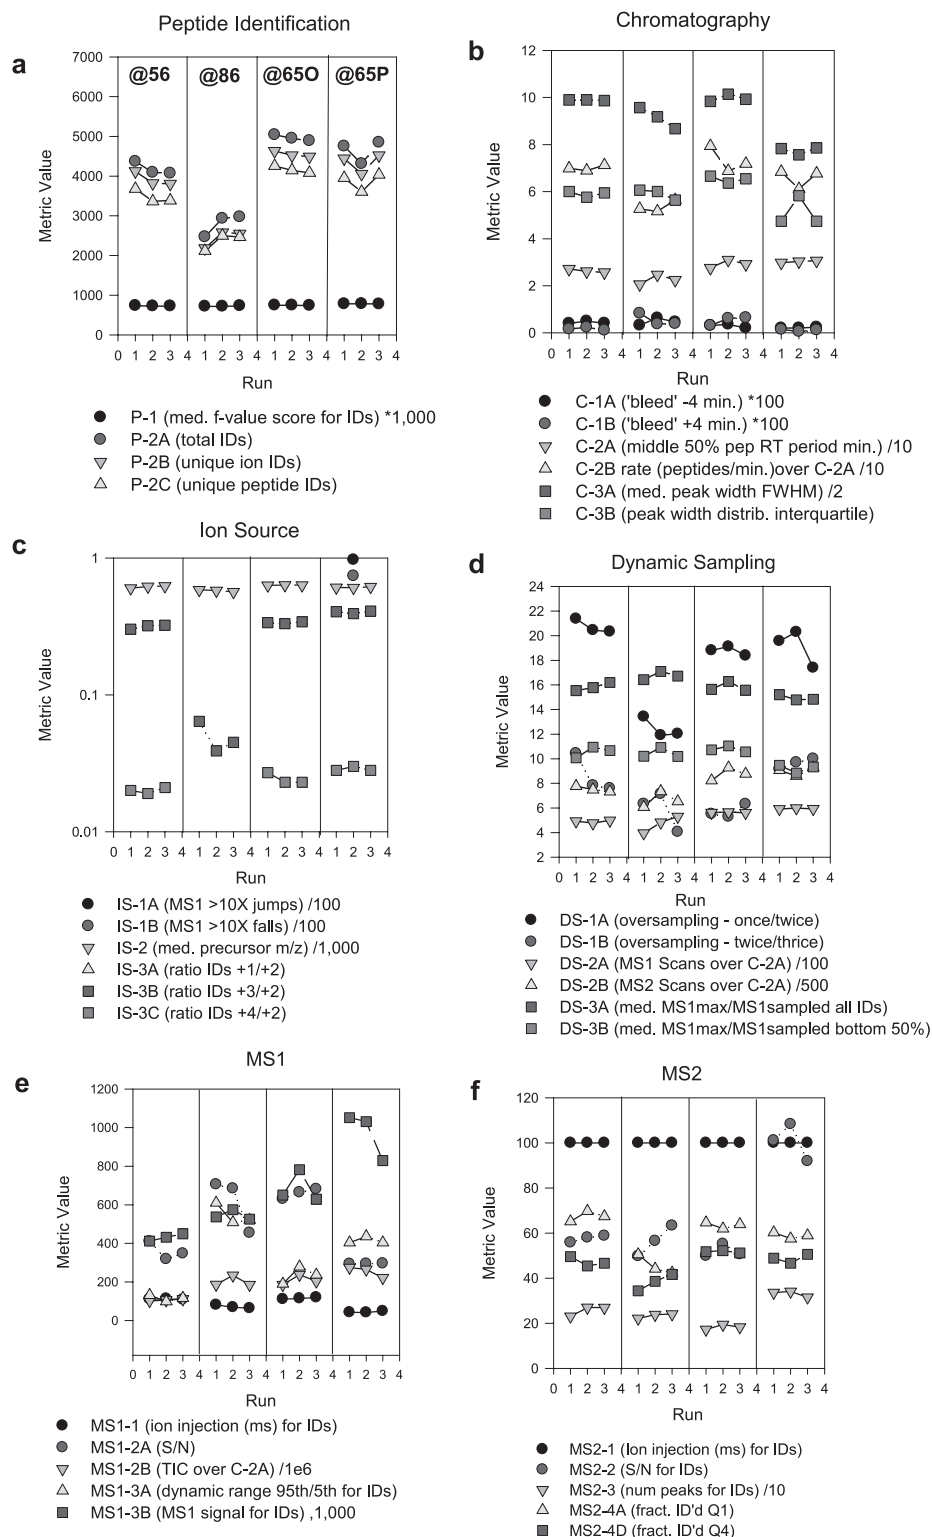 Peptide Identification
a
Metric Value
7000
6000
5000
4000
3000
2000
1000
0
@56
@86
@65O
@65P
0 1 2 3 4 1 2 3 4 1 2 3 4 1 2 3 4
Run
P-1 (med. f-value score for IDs) *1,000
P-2A (total IDs)
P-2B (unique ion IDs)
P-2C (unique peptide IDs)
Chromatography
b
Metric Value
12
10
8
6
4
2
0
0 1 2 3 4 1 2 3 4 1 2 3 4 1 2 3 4
Run
C-1A ('bleed' -4 min.) *100
C-1B ('bleed' +4 min.) *100
C-2A (middle 50% pep RT period min.) /10
C-2B rate (peptides/min.)over C-2A /10
C-3A (med. peak width FWHM) /2
C-3B (peak width distrib. interquartile)
Ion Source
c
Metric Value
1
0.1
0.01
0 1 2 3 4 1 2 3 4 1 2 3 4 1 2 3 4
Run
IS-1A (MS1 >10X jumps) /100
IS-1B (MS1 >10X falls) /100
IS-2 (med. precursor m/z) /1,000
IS-3A (ratio IDs +1/+2)
IS-3B (ratio IDs +3/+2)
IS-3C (ratio IDs +4/+2)
Dynamic Sampling
d
Metric Value
24
22
20
18
16
14
12
10
8
6
4
2
0 1 2 3 4 1 2 3 4 1 2 3 4 1 2 3 4
Run
DS-1A (oversampling - once/twice)
DS-1B (oversampling - twice/thrice)
DS-2A (MS1 Scans over C-2A) /100
DS-2B (MS2 Scans over C-2A) /500
DS-3A (med. MS1max/MS1sampled all IDs)
DS-3B (med. MS1max/MS1sampled bottom 50%)
MS1
e
Metric Value
1200
1000
800
600
400
200
0
0 1 2 3 4 1 2 3 4 1 2 3 4 1 2 3 4
Run
MS1-1 (ion injection (ms) for IDs)
MS1-2A (S/N)
MS1-2B (TIC over C-2A) /1e6
MS1-3A (dynamic range 95th/5th for IDs)
MS1-3B (MS1 signal for IDs) ,1,000
MS2
f
Metric Value
120
100
80
60
40
20
0
0 1 2 3 4 1 2 3 4 1 2 3 4 1 2 3 4
Run
MS2-1 (Ion injection (ms) for IDs)
MS2-2 (S/N for IDs)
MS2-3 (num peaks for IDs) /10
MS2-4A (fract. ID'd Q1)
MS2-4D (fract. ID'd Q4)